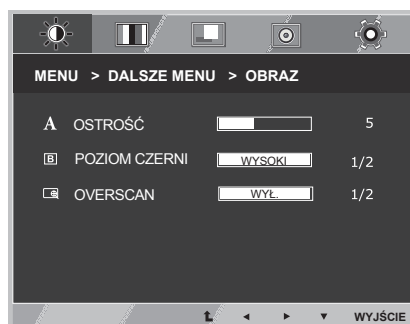 MENU > DALSZE MENU > OBRAZ
A OSTROŚĆ 5
B POZIOM CZERNI WYSOKI 1/2
OVERSCAN WYŁ. 1/2
WYJŚCIE